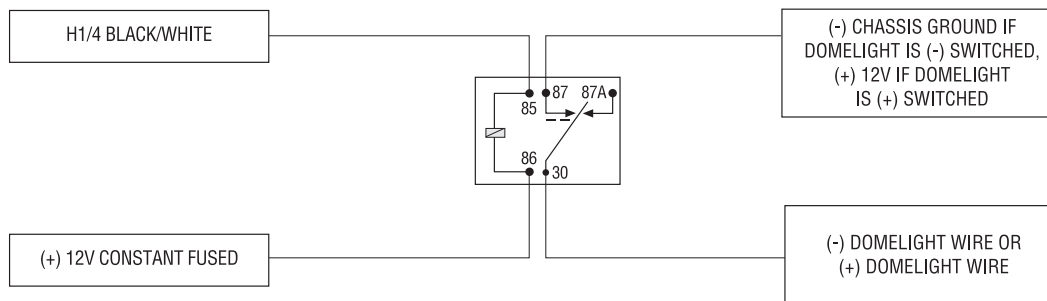 H1/4 BLACK/WHITE
(-) CHASSIS GROUND IF
DOMELIGHT IS (-) SWITCHED,
(+) 12V IF DOMELIGHT
IS (+) SWITCHED
87 87A
85
86
30
(+) 12V CONSTANT FUSED
(-) DOMELIGHT WIRE OR
(+) DOMELIGHT WIRE